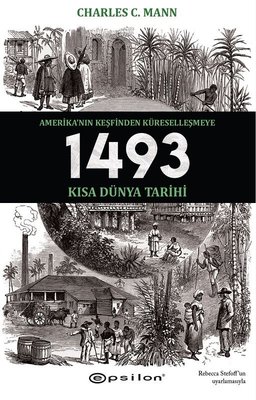 CHARLES C. MANN
AMERİKA'NIN KEŞFİNDEN KÜRESELLEŞMEYE
1493
KISA DÜNYA TARİHİ
Rebecca Stefoff'un
uyarlamasıyla
epsilon®